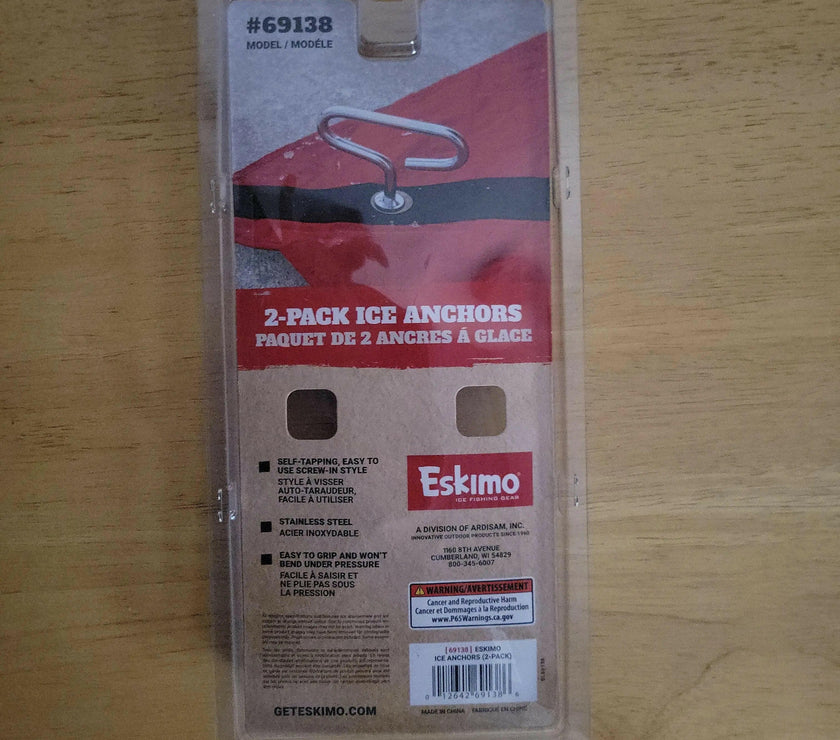 #69138
MODEL / MODÉLE
2-PACK ICE ANCHORS
PAQUET DE 2 ANCRES Á GLACE
SELF-TAPPING, EASY TO
USE SCREW-IN STYLE
STYLE À VISSER
AUTO-TARAUDEUR,
FACILE À UTILISER
STAINLESS STEEL
ACIER INOXYDABLE
EASY TO GRIP AND WON'T
BEND UNDER PRESSURE
FACILE À SAISIR ET
NE PLIE PAS SOUS
LA PRESSION
GETESKIMO.COM
Eskimo
ICE FISHING GEAR
A DIVISION OF ARDISAM, INC.
INNOVATIVE OUTDOOR PRODUCTS SINCE 1960
1160 8TH AVENUE
CUMBERLAND, WI 54829
800-345-6007
WARNING/AVERTISSEMENT
Cancer and Reproductive Harm
Cancer et Dommages à la Reproduction
www.P65Warnings.ca.gov
[ 69138 ] ESKIMO
ICE ANCHORS (2-PACK)
0 12642 69138 6
MADE IN CHINA FABRIQUÉ EN CHINE